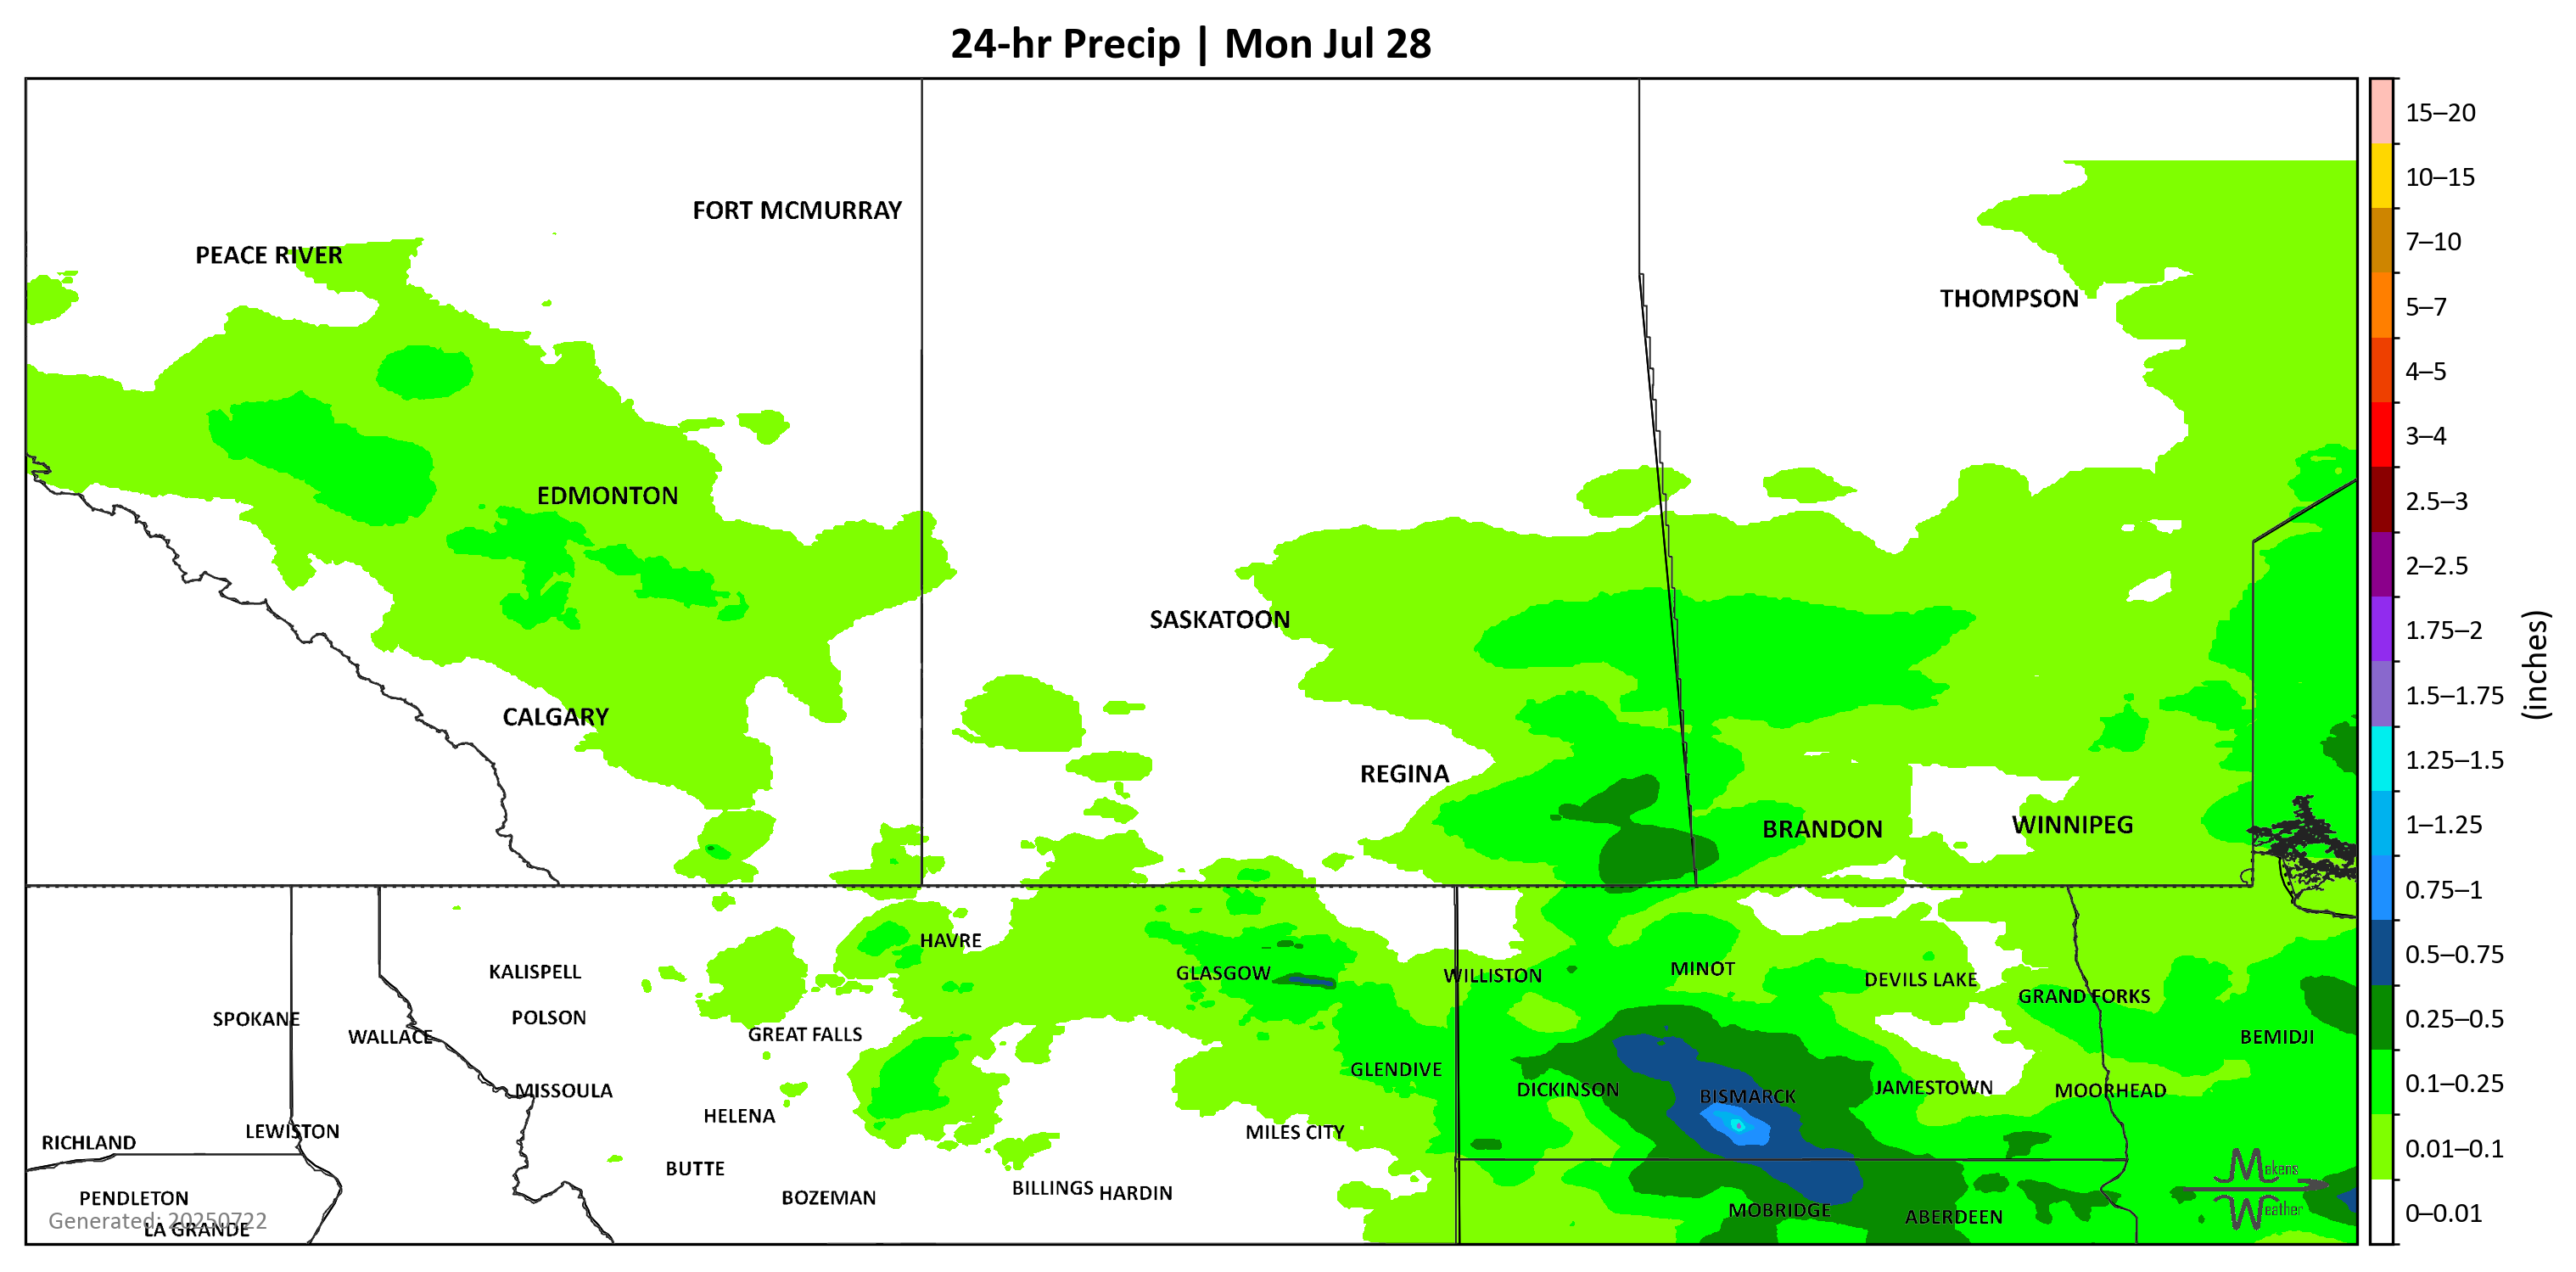 24-hr Precip | Mon Jul 28
FORT MCMURRAY
PEACE RIVER
THOMPSON
EDMONTON
SASKATOON
CALGARY
REGINA
BRANDON
WINNIPEG
HAVRE
KALISPELL
GLASGOW
WILLISTON
MINOT
DEVILS LAKE
GRAND FORKS
SPOKANE
POLSON
WALLACE
GREAT FALLS
BEMIDJI
GLENDIVE
MISSOULA
DICKINSON
BISMARCK
JAMESTOWN
MOORHEAD
HELENA
LEWISTON
RICHLAND
MILES CITY
BUTTE
BILLINGS
HARDIN
PENDLETON
BOZEMAN
MOBRIDGE
ABERDEEN
Generated: 20250722
LA GRANDE
Makens
Weather
15–20
10–15
7–10
5–7
4–5
3–4
2.5–3
2–2.5
1.75–2
1.5–1.75
1.25–1.5
1–1.25
0.75–1
0.5–0.75
0.25–0.5
0.1–0.25
0.01–0.1
0–0.01
(inches)